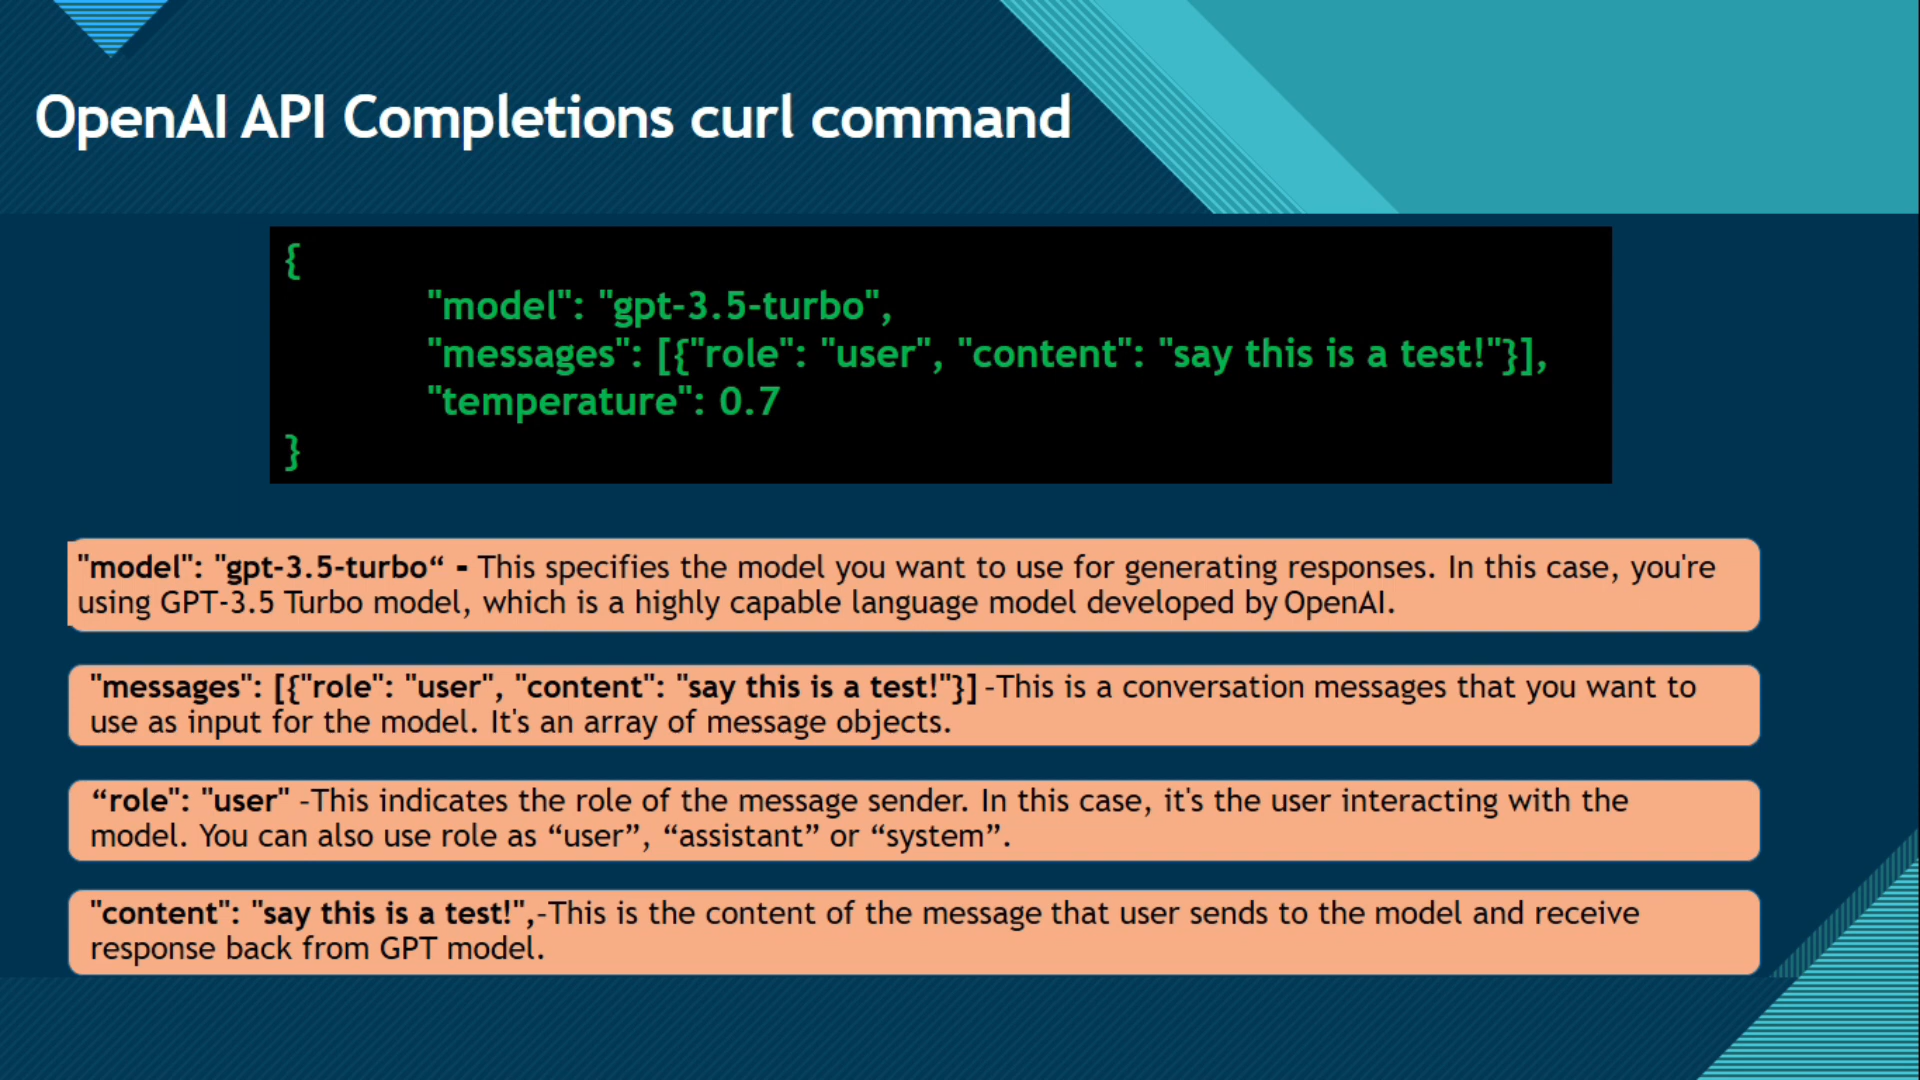 OpenAI API Completions curl command
{
"model": "gpt-3.5-turbo",
"messages": [{"role": "user", "content": "say this is a test!"}],
"temperature": 0.7
}
"model": "gpt-3.5-turbo“ - This specifies the model you want to use for generating responses. In this case, you're
using GPT-3.5 Turbo model, which is a highly capable language model developed by OpenAI.
"messages": [{"role": "user", "content": "say this is a test!"}] -This is a conversation messages that you want to
use as input for the model. It's an array of message objects.
“role": "user" -This indicates the role of the message sender. In this case, it's the user interacting with the
model. You can also use role as “user”, “assistant” or “system”.
"content": "say this is a test!",-This is the content of the message that user sends to the model and receive
response back from GPT model.